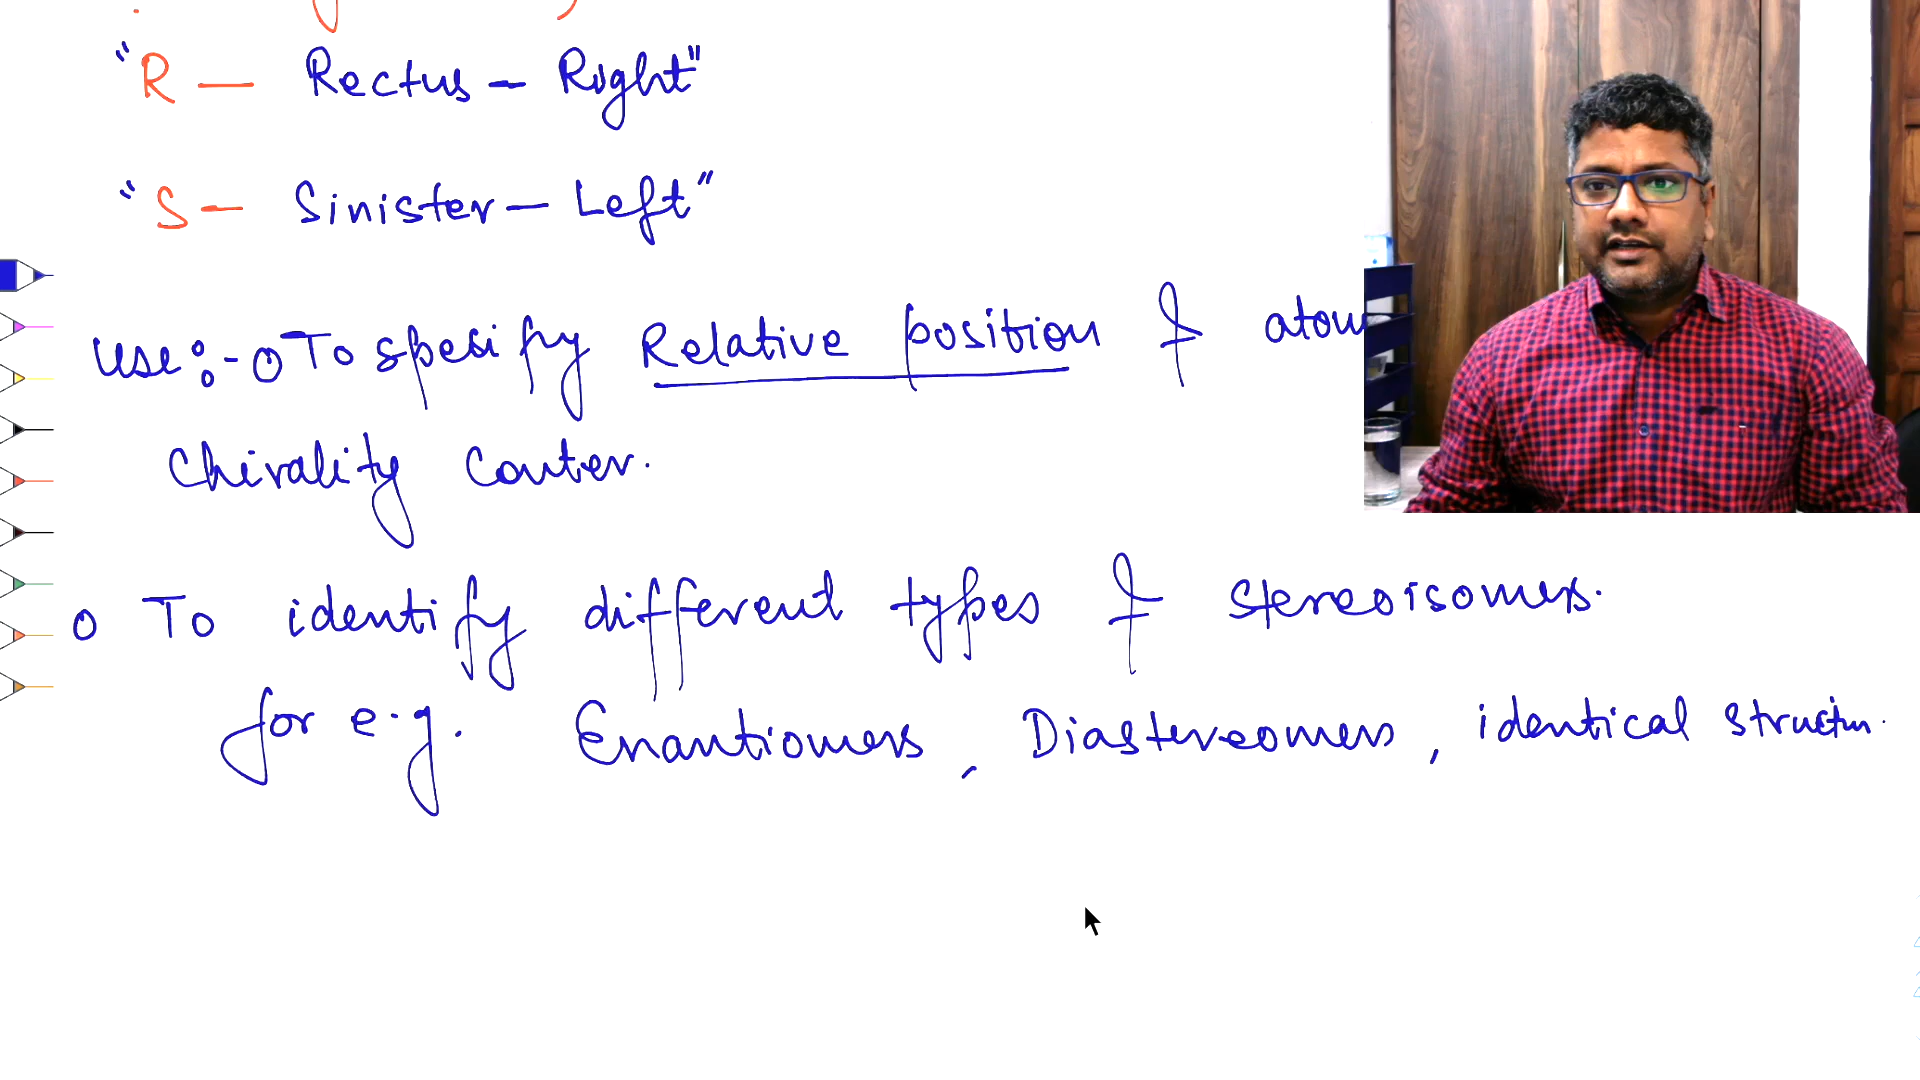 "R — Rectus - Right"
"S — Sinister - Left"
use:- o To spesify Relative position of atom
Chirality Center.
o To identify different types of stereoisomers.
for e.g. Enantiomers, Diastereomers, identical